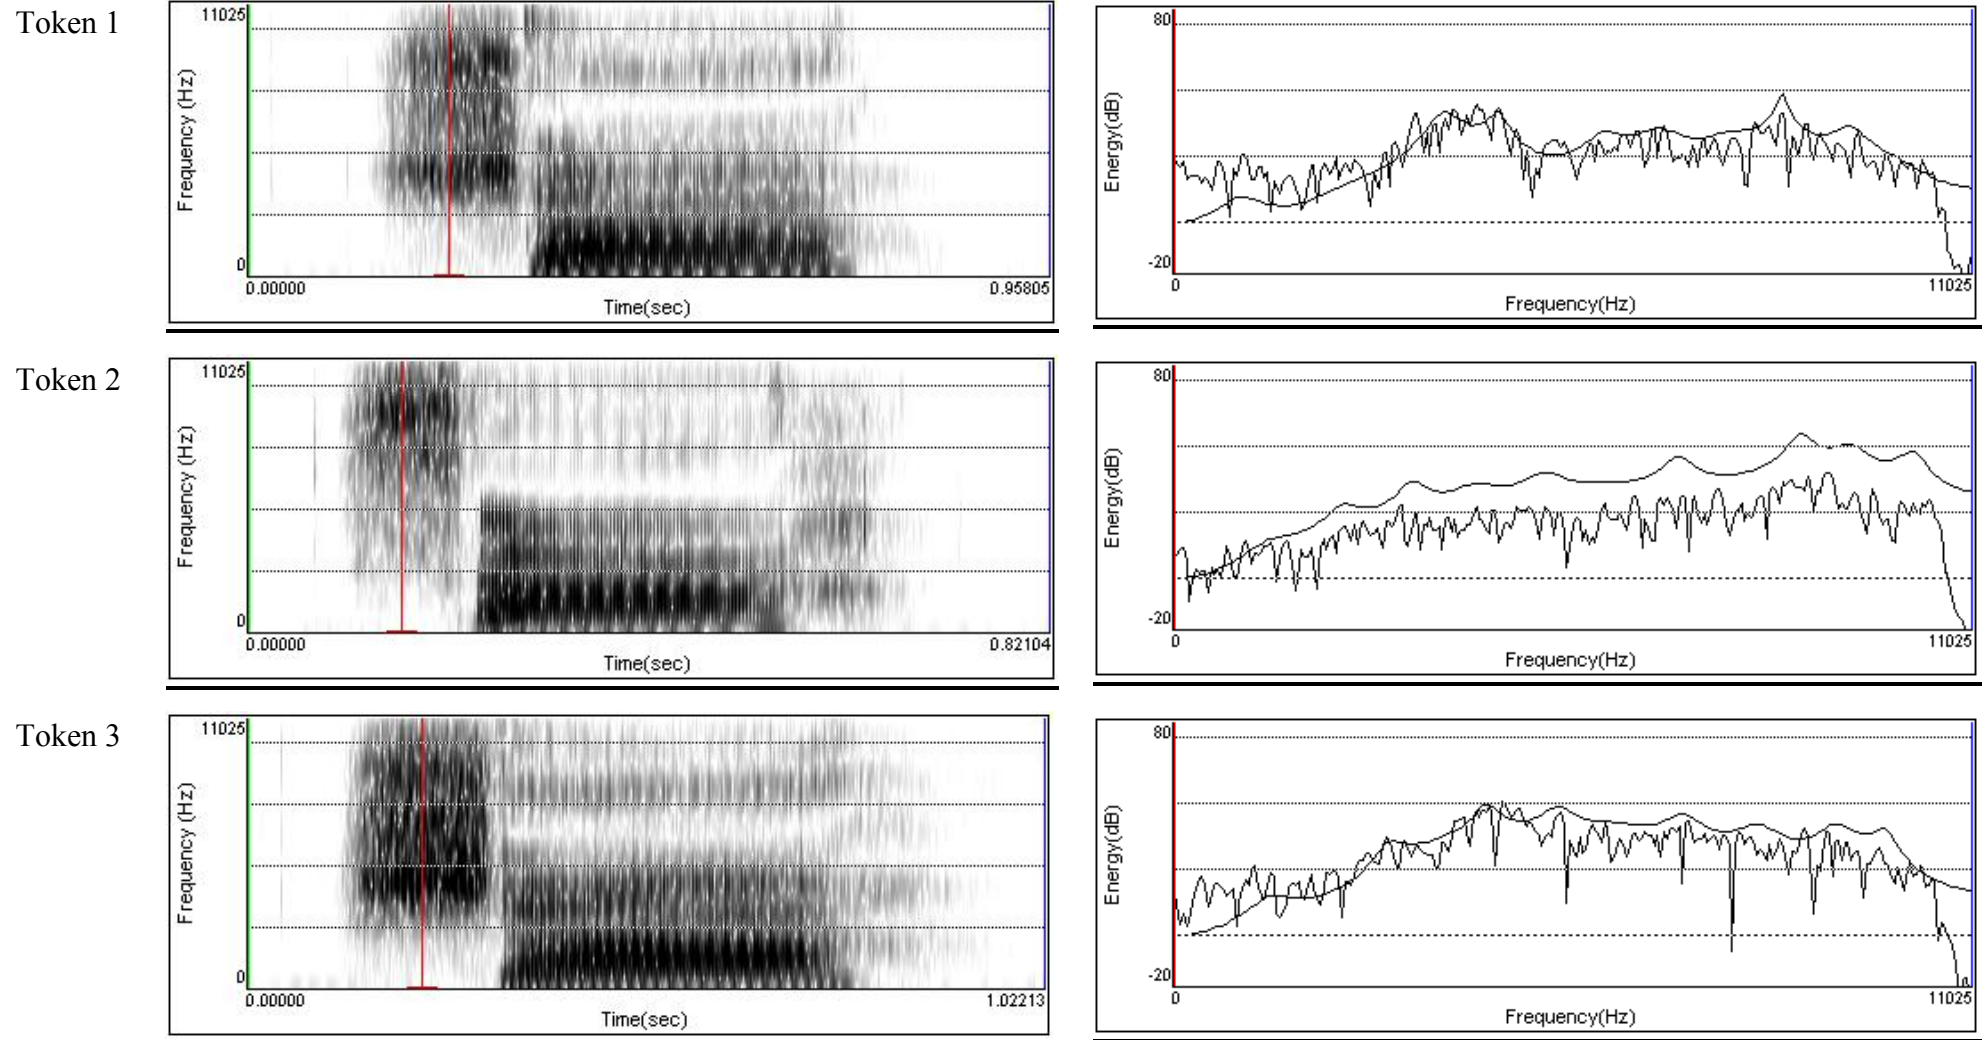 Token 1
11025
Frequency (Hz)
0
0.00000
0.95805
Time(sec)
80
Energy(dB)
-20
0
11025
Frequency(Hz)
Token 2
11025
Frequency (Hz)
0
0.00000
0.82104
Time(sec)
80
Energy(dB)
-20
0
11025
Frequency(Hz)
Token 3
11025
Frequency (Hz)
0
0.00000
1.02213
Time(sec)
80
Energy(dB)
-20
0
11025
Frequency(Hz)